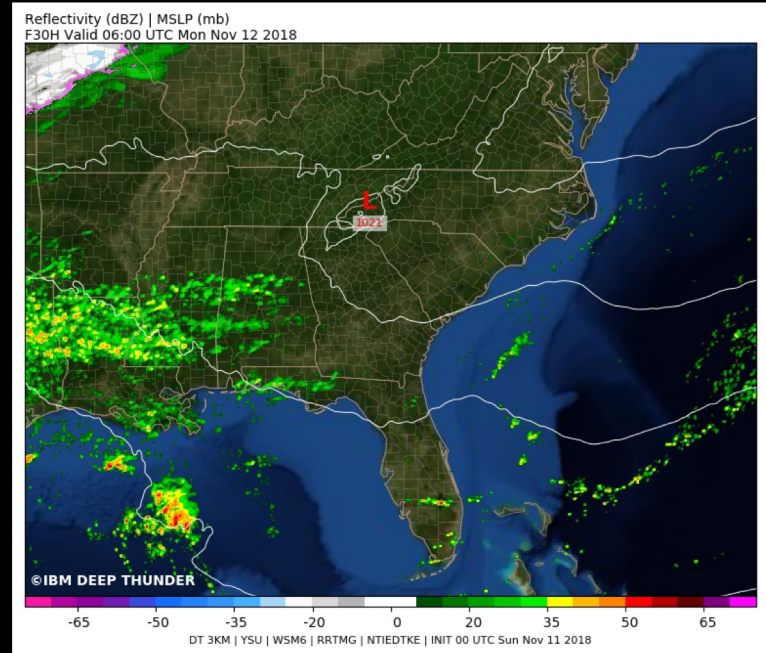 Reflectivity (dBZ) | MSLP (mb)
F30H Valid 06:00 UTC Mon Nov 12 2018
L
1021
©IBM DEEP THUNDER
-65 -50 -35 -20 0 20 35 50 65
DT 3KM | YSU | WSM6 | RRTMG | NTIEDTKE | INIT 00 UTC Sun Nov 11 2018